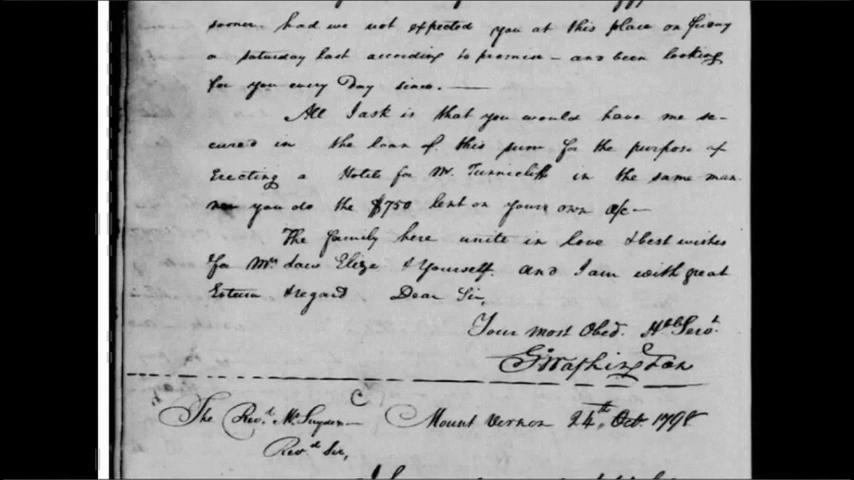 sooner had we not expected you at this place on friday
or saturday last according to promise – and been looking
for you every Day since. —
All I ask is that you would have me se-
cured in the loan of this sum for the purpose of
Erecting a Hotel for Mr. Tunnicliff in the same man
ner you do the $750 lent on your own a/c —
The family here unite in love & best wishes
for Mrs Law Eliza & Yourself. and I am with great
Esteem & regard Dear Sir,
Your most Obed. Hble Servt.
G: Washington
The Revd. Mr. Snyder — Mount Vernon 24th Oct. 1798
Revd Sir,